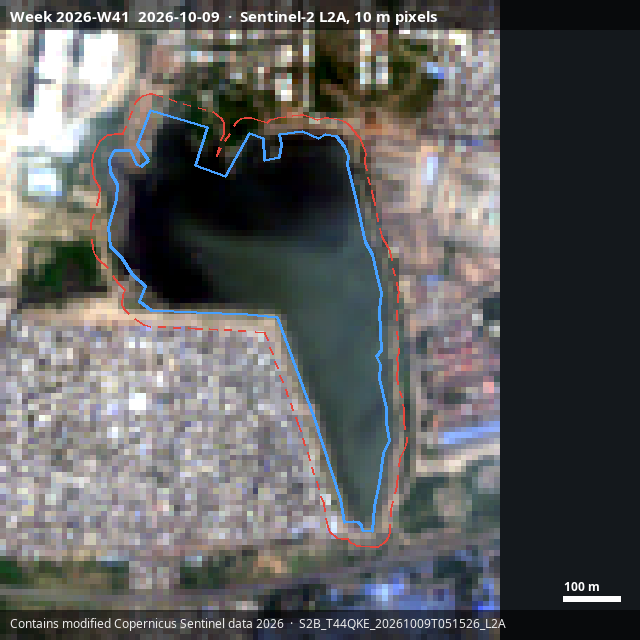 Week 2026-W41  2026-10-09  ·  Sentinel-2 L2A, 10 m pixels
100 m
Contains modified Copernicus Sentinel data 2026  ·  S2B_T44QKE_20261009T051526_L2A